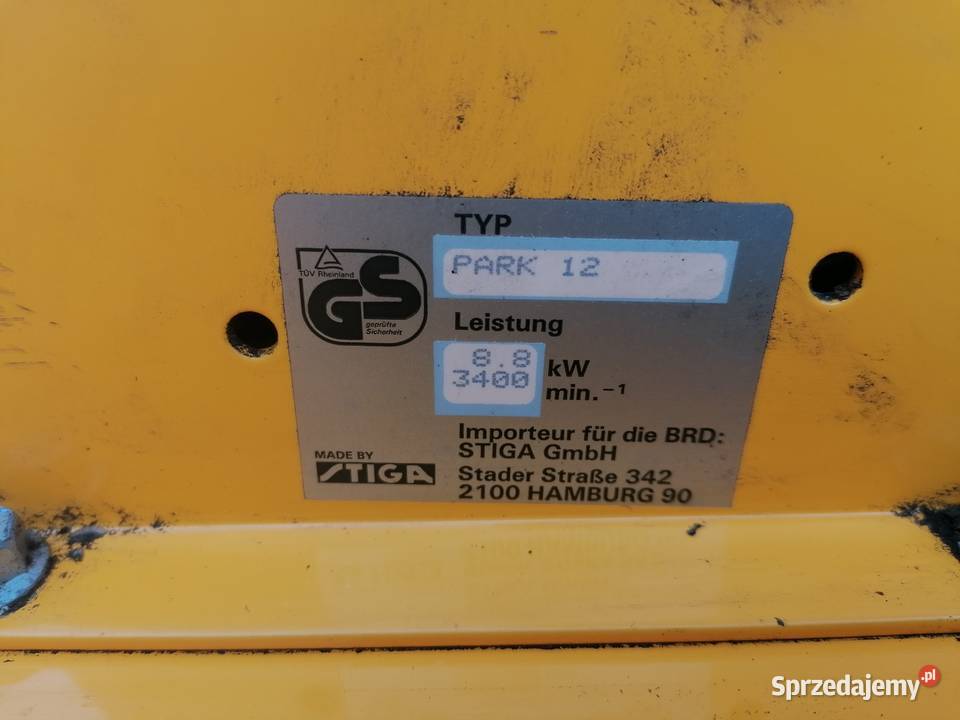 TYP
PARK 12
TÜV Rheinland
GS
geprüfte
Sicherheit
Leistung
8.8 kW
3400 min.⁻¹
Importeur für die BRD:
STIGA GmbH
Stader Straße 342
2100 HAMBURG 90
MADE BY
STIGA
Sprzedajemy.pl